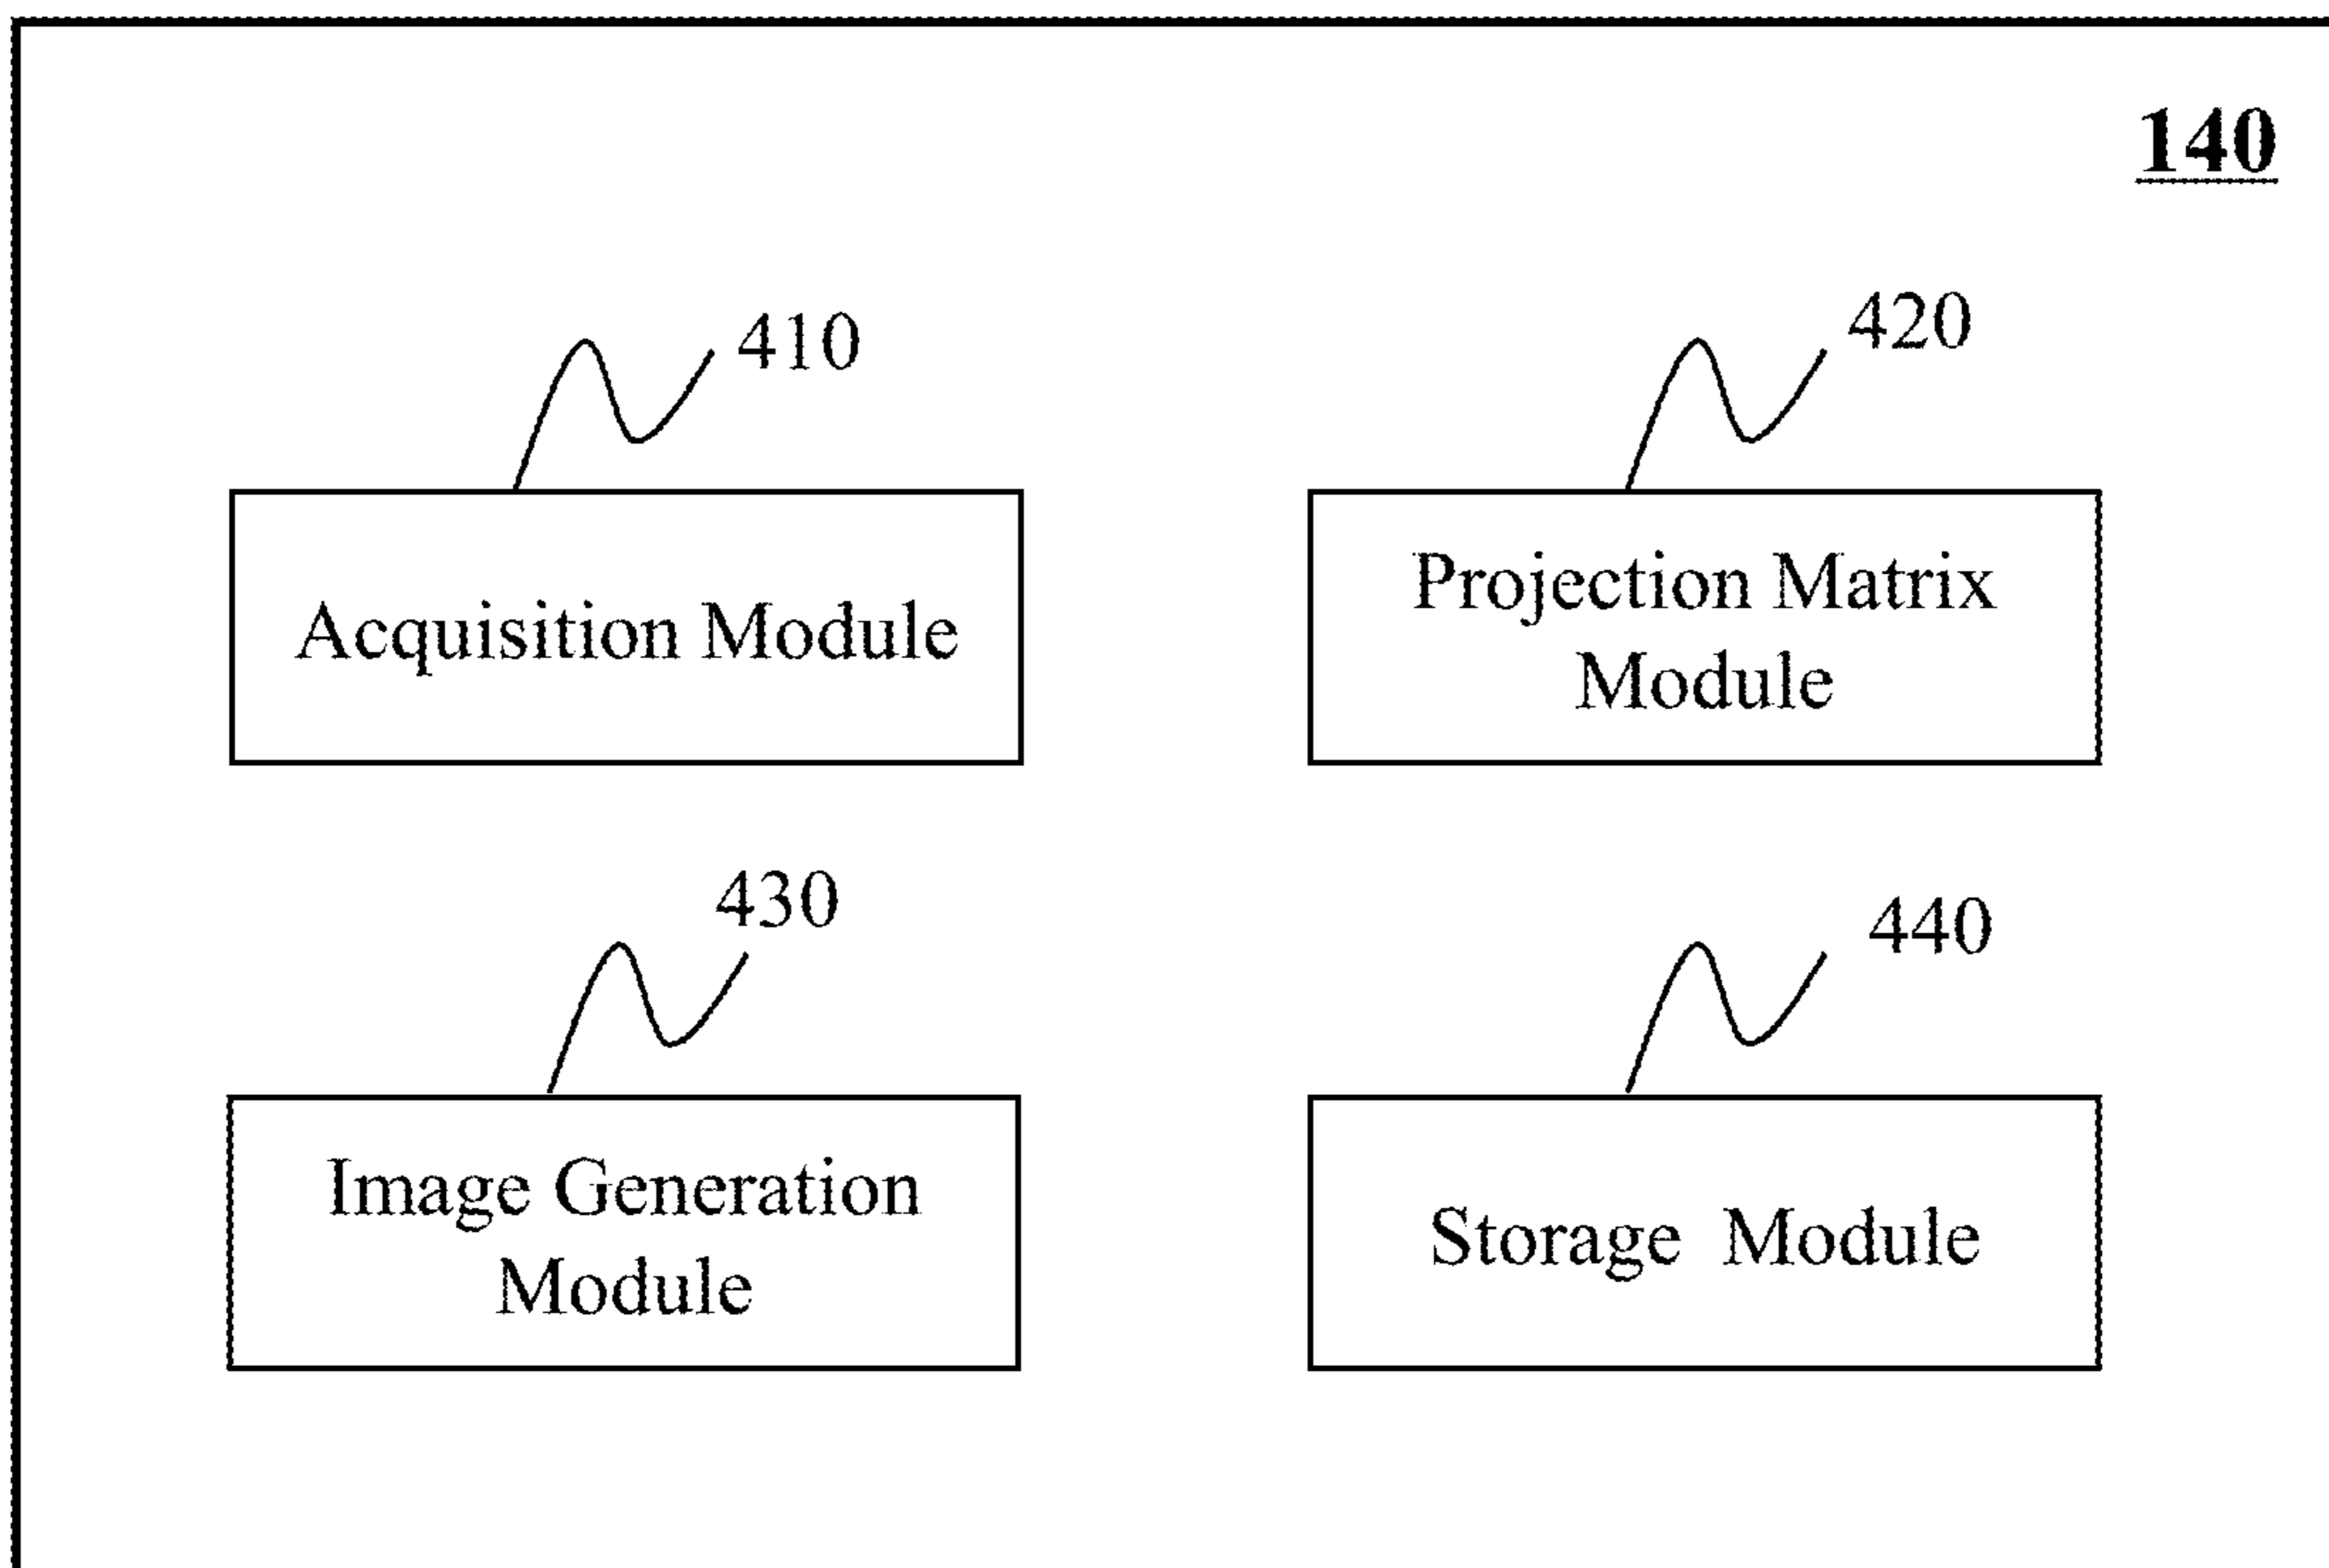 140
410
420
Acquisition Module
Projection Matrix
Module
430
440
Image Generation
Module
Storage Module